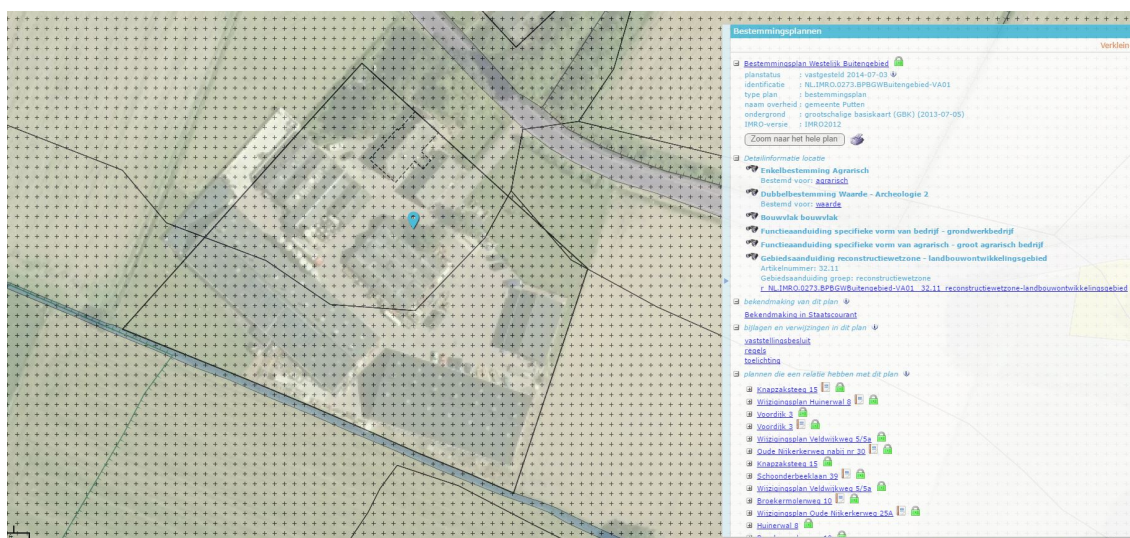 Bestemmingsplannen
Verklein
Bestemmingsplan Westelijk Buitengebied
planstatus : vastgesteld 2014-07-03
identificatie : NL.IMRO.0273.BPBGWBuitengebied-VA01
type plan : bestemmingsplan
naam overheid : gemeente Putten
ondergrond : grootschalige basiskaart (GBK) (2013-07-05)
IMRO-versie : IMRO2012
Zoom naar het hele plan
Detailinformatie locatie
Enkelbestemming Agrarisch
Bestemd voor: agrarisch
Dubbelbestemming Waarde - Archeologie 2
Bestemd voor: waarde
Bouwvlak bouwvlak
Functieaanduiding specifieke vorm van bedrijf - grondwerkbedrijf
Functieaanduiding specifieke vorm van agrarisch - groot agrarisch bedrijf
Gebiedsaanduiding reconstructiewetzone - landbouwontwikkelingsgebied
Artikelnummer: 32.11
Gebiedsaanduiding groep: reconstructiewetzone
r_NL.IMRO.0273.BPBGWBuitengebied-VA01_32.11_reconstructiewetzone-landbouwontwikkelingsgebied
bekendmaking van dit plan
Bekendmaking in Staatscourant
bijlagen en verwijzingen in dit plan
vaststellingsbesluit
regels
toelichting
plannen die een relatie hebben met dit plan
Knapzaksteeg 15
Wijzigingsplan Huinerwal 8
Voordijk 3
Voordijk 3
Wijzigingsplan Veldwijkweg 5/5a
Oude Nijkerkerweg nabij nr 30
Knapzaksteeg 15
Schoonderbeeklaan 39
Wijzigingsplan Veldwijkweg 5/5a
Broekermolenweg 10
Wijzigingsplan Oude Nijkerkerweg 25A
Huinerwal 8